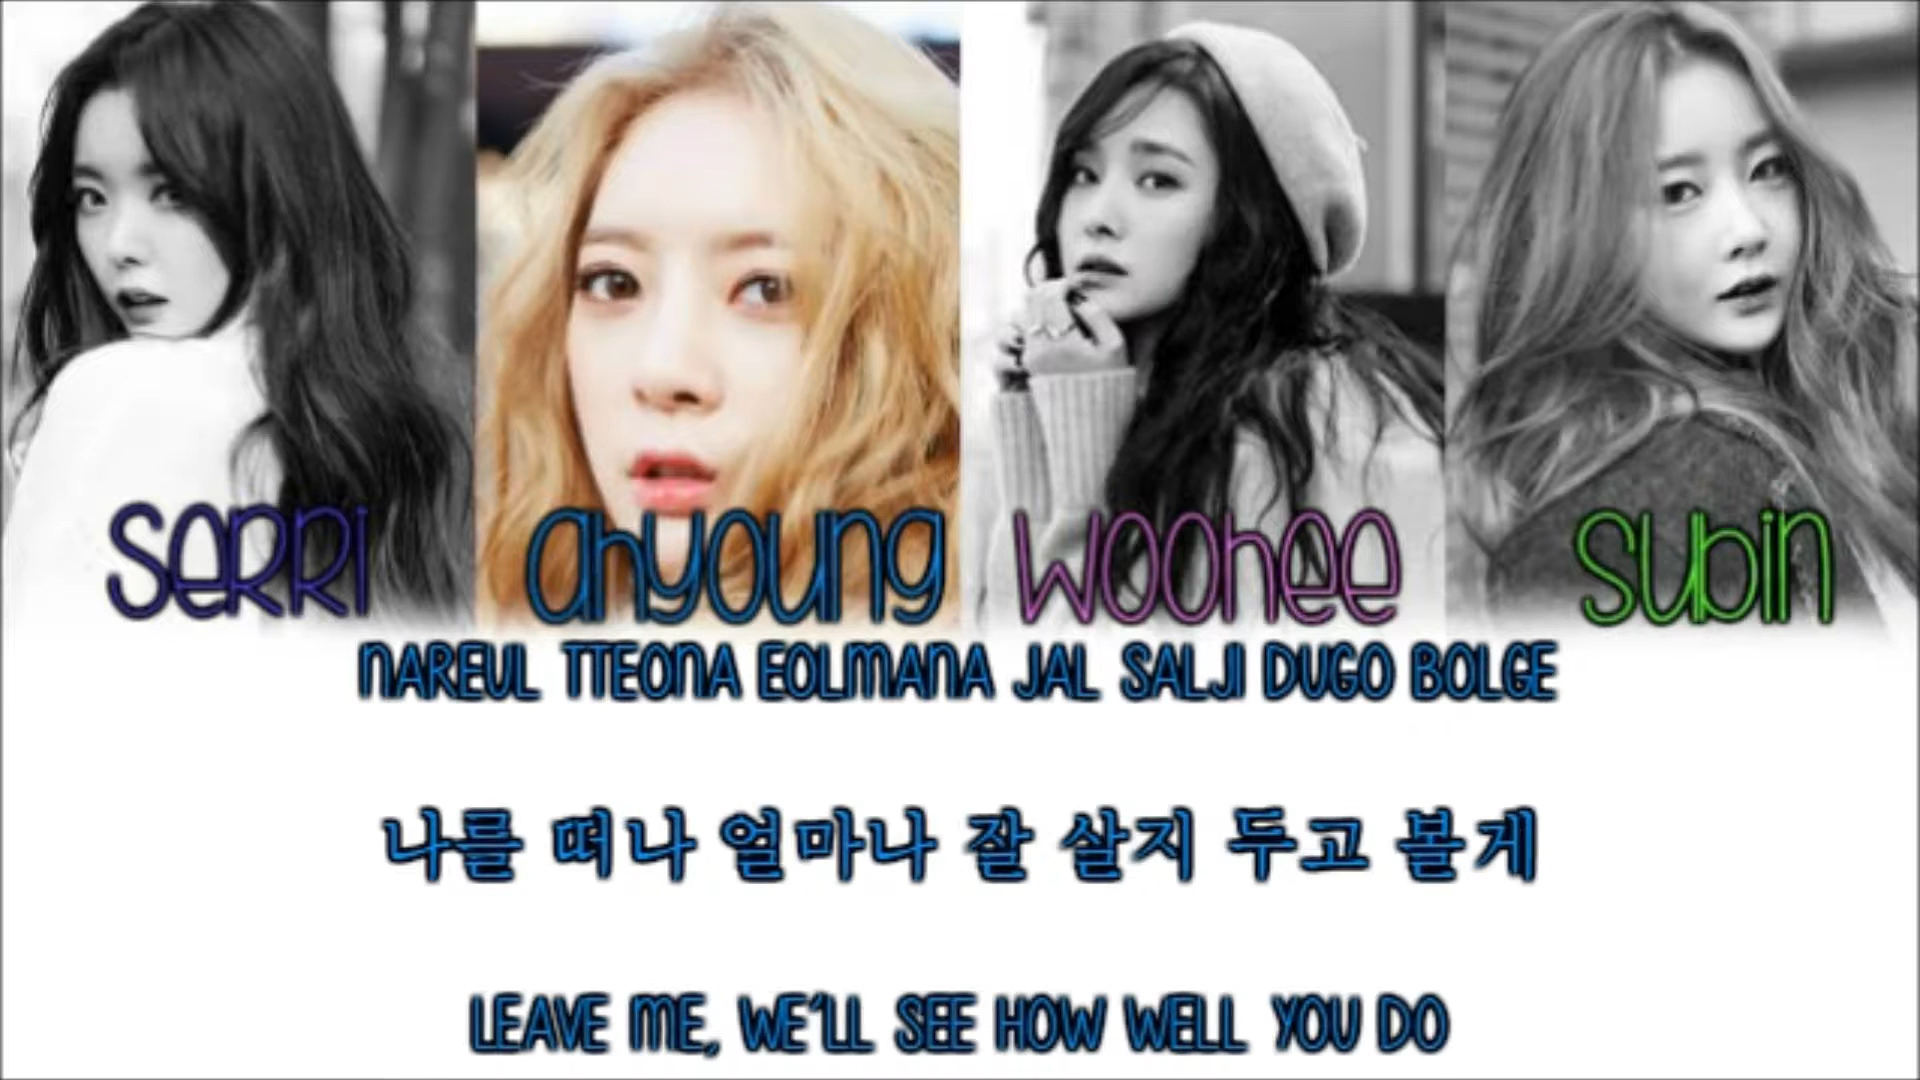 SERRI
AHYOUNG
WOOHEE
SUBIN
NAREUL TTEONA EOLMANA JAL SALJI DUGO BOLGE
나를 떠나 얼마나 잘 살지 두고 볼게
LEAVE ME, WE'LL SEE HOW WELL YOU DO